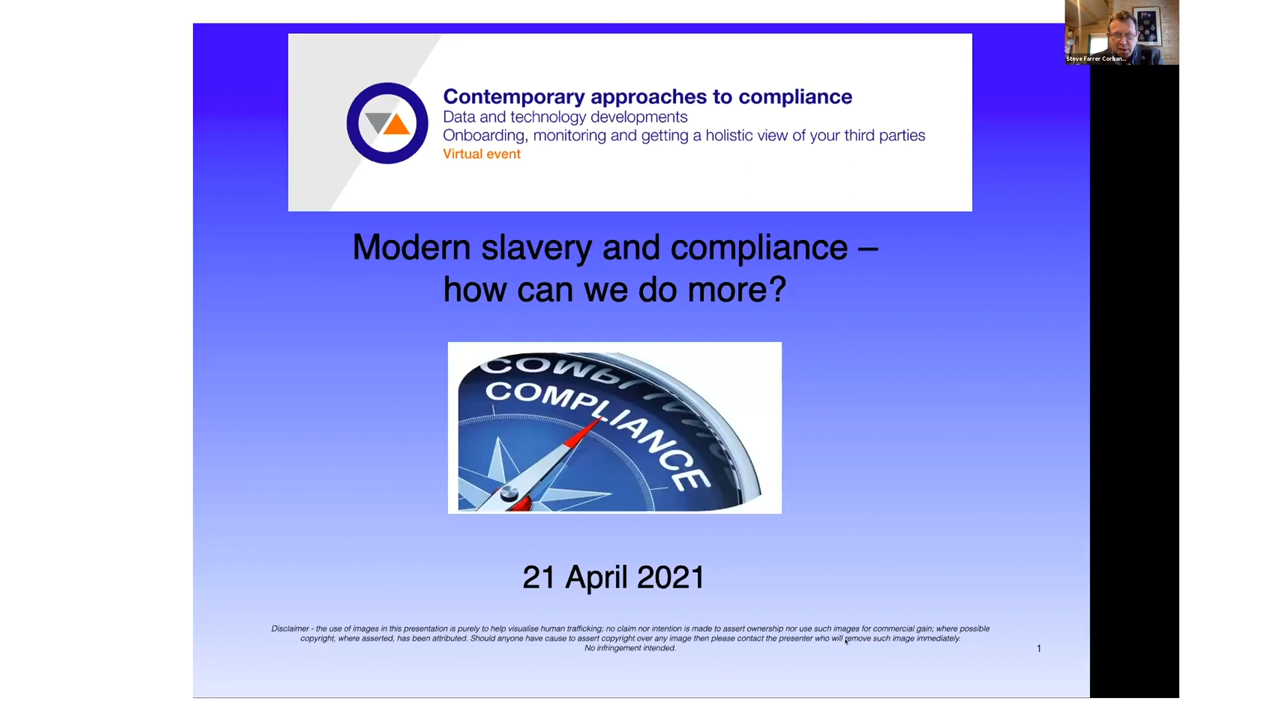 Steve Farrer Corban...
Contemporary approaches to compliance
Data and technology developments
Onboarding, monitoring and getting a holistic view of your third parties
Virtual event
Modern slavery and compliance –
how can we do more?
COMPLIANCE
21 April 2021
Disclaimer - the use of images in this presentation is purely to help visualise human trafficking; no claim nor intention is made to assert ownership nor use such images for commercial gain; where possible
copyright, where asserted, has been attributed. Should anyone have cause to assert copyright over any image then please contact the presenter who will remove such image immediately.
No infringement intended.
1